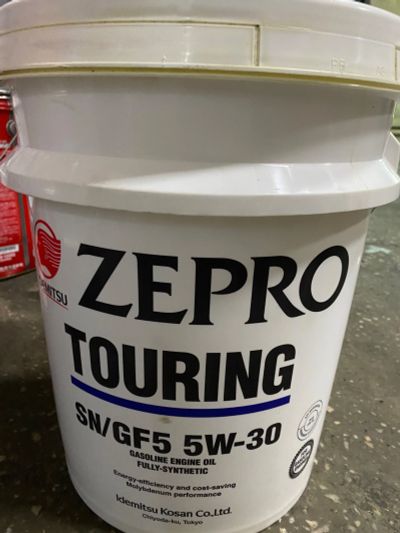 IDEMITSU
ZEPRO
TOURING
SN/GF5 5W-30
GASOLINE ENGINE OIL
FULLY-SYNTHETIC
Energy-efficiency and cost-saving
Molybdenum performance
Idemitsu Kosan Co.,Ltd.
Chiyoda-ku, Tokyo